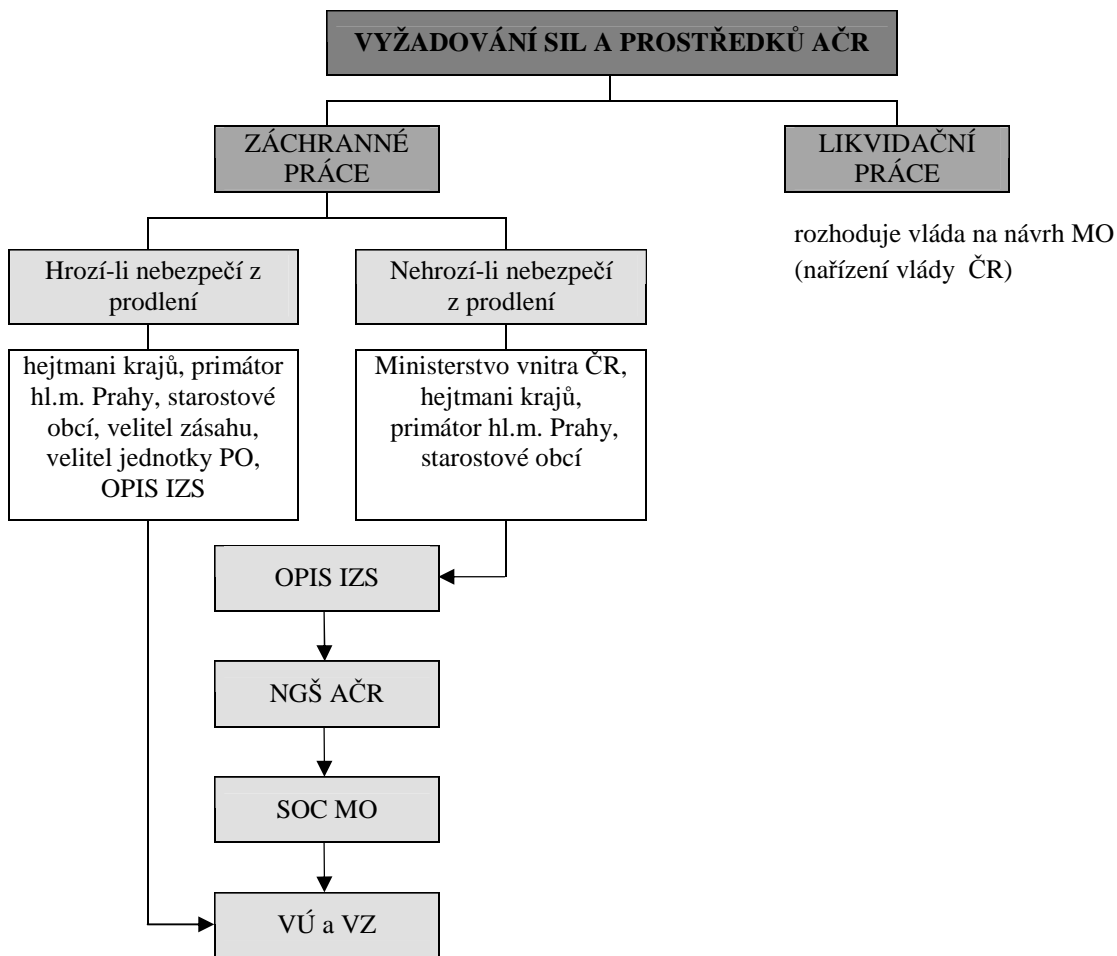 VYŽADOVÁNÍ SIL A PROSTŘEDKŮ AČR
ZÁCHRANNÉ
PRÁCE
LIKVIDAČNÍ
PRÁCE
rozhoduje vláda na návrh MO
(nařízení vlády ČR)
Hrozí-li nebezpečí z
prodlení
Nehrozí-li nebezpečí
z prodlení
hejtmani krajů, primátor
hl.m. Prahy, starostové
obcí, velitel zásahu,
velitel jednotky PO,
OPIS IZS
Ministerstvo vnitra ČR,
hejtmani krajů,
primátor hl.m. Prahy,
starostové obcí
OPIS IZS
NGŠ AČR
SOC MO
VÚ a VZ